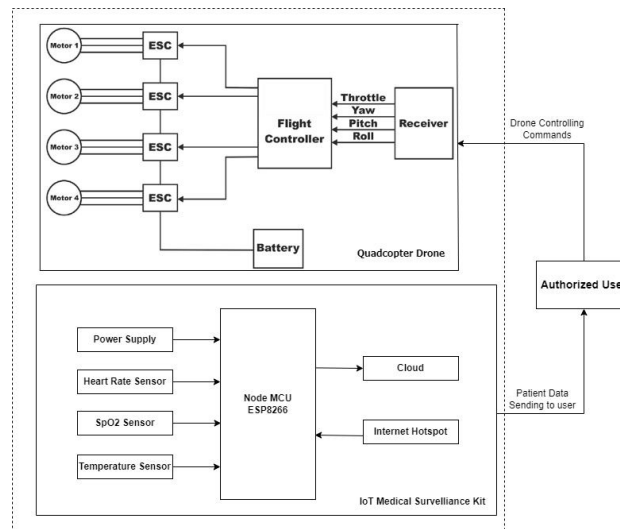 Motor 1
ESC
Motor 2
ESC
Motor 3
ESC
Motor 4
ESC
Flight
Controller
Throttle
Yaw
Pitch
Roll
Receiver
Battery
Quadcopter Drone
Drone Controlling
Commands
Authorized Use
Patient Data
Sending to user
Power Supply
Heart Rate Sensor
SpO2 Sensor
Temperature Sensor
Node MCU
ESP8266
Cloud
Internet Hotspot
IoT Medical Survelliance Kit